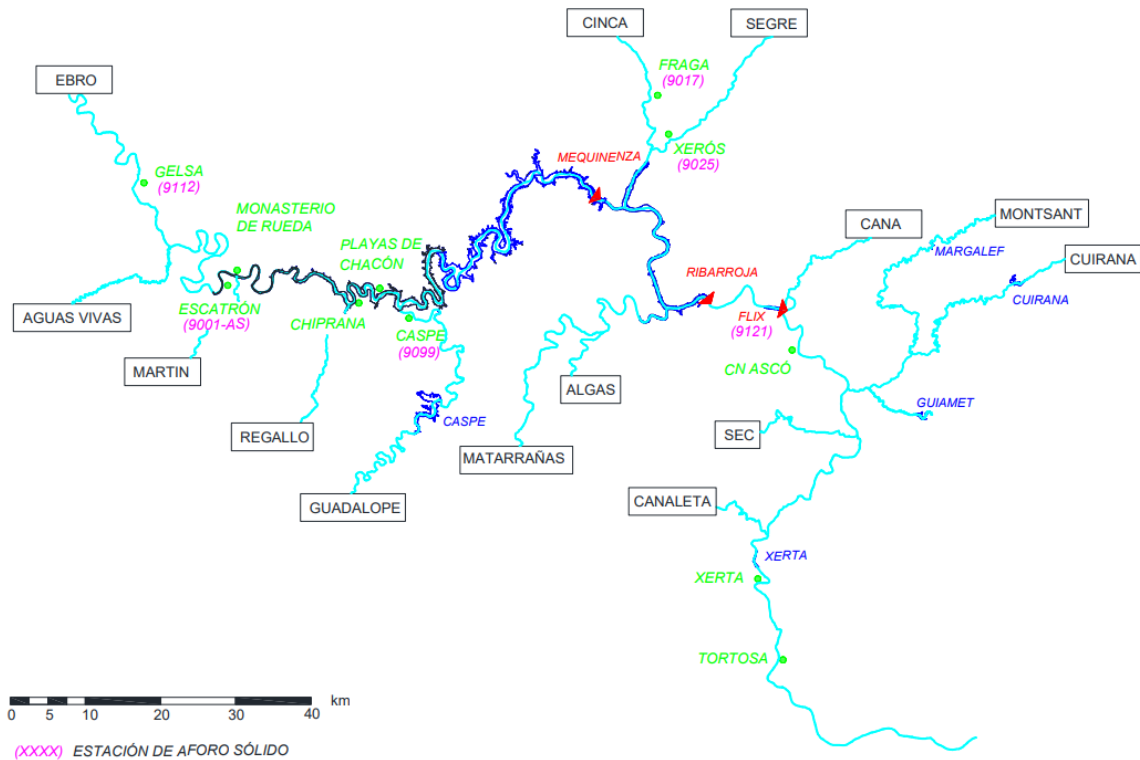 CINCA
SEGRE
EBRO
FRAGA
(9017)
XERÓS
(9025)
MEQUINENZA
GELSA
(9112)
MONASTERIO
DE RUEDA
PLAYAS DE
CHACÓN
CANA
MONTSANT
MARGALEF
CUIRANA
CUIRANA
RIBARROJA
AGUAS VIVAS
ESCATRÓN
(9001-AS)
CHIPRANA
CASPE
(9099)
FLIX
(9121)
MARTIN
CN ASCÓ
ALGAS
GUIAMET
REGALLO
CASPE
SEC
MATARRAÑAS
GUADALOPE
CANALETA
XERTA
XERTA
TORTOSA
km
0 5 10 20 30 40
(XXXX) ESTACIÓN DE AFORO SÓLIDO